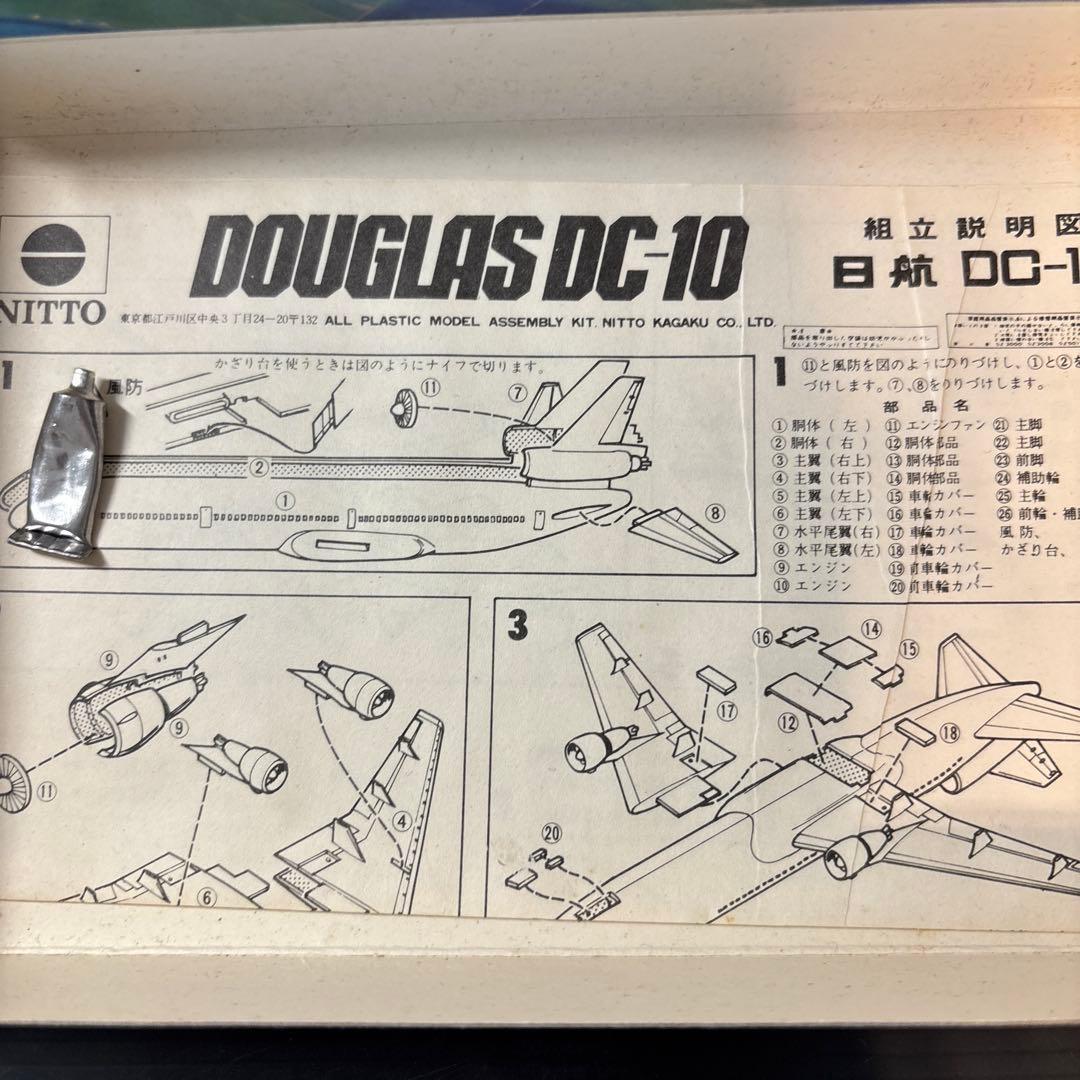 DOUGLAS DC-10
組立説明図
日航 DC-1
NITTO
東京都江戸川区中央3丁目24-20〒132 ALL PLASTIC MODEL ASSEMBLY KIT. NITTO KAGAKU CO., LTD.
1
風防
かざり台を使うときは図のようにナイフで切ります。
⑪
⑦
②
①
⑧
1 ⑪と風防を図のようにのりづけし、①と②を
づけします。⑦、⑧をのりづけします。
部品名
①胴体(左) ⑪エンジンファン ㉑主脚
②胴体(右) ⑫胴体部品 ㉒主脚
③主翼(右上) ⑬胴体部品 ㉓前脚
④主翼(右下) ⑭胴体部品 ㉔補助輪
⑤主翼(左上) ⑮車輪カバー ㉕主輪
⑥主翼(左下) ⑯車輪カバー ㉖前輪・補助
⑦水平尾翼(右) ⑰車輪カバー 風防、
⑧水平尾翼(左) ⑱車輪カバー かざり台、
⑨エンジン ⑲前車輪カバー
⑩エンジン ⑳前車輪カバー
⑨
⑨
⑪
④
⑥
3
⑯
⑭
⑮
⑰
⑫
⑱
⑳